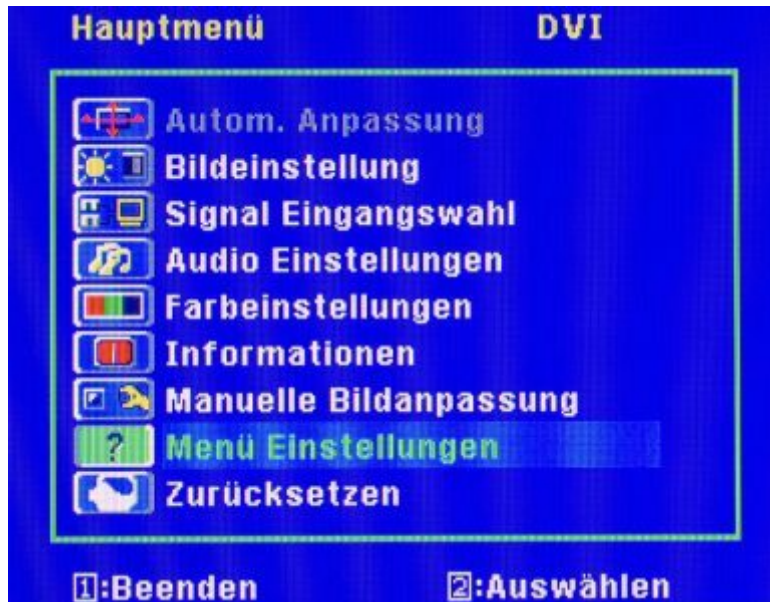 Hauptmenü DVI
Autom. Anpassung
Bildeinstellung
Signal Eingangswahl
Audio Einstellungen
Farbeinstellungen
Informationen
Manuelle Bildanpassung
? Menü Einstellungen
Zurücksetzen
1:Beenden 2:Auswählen